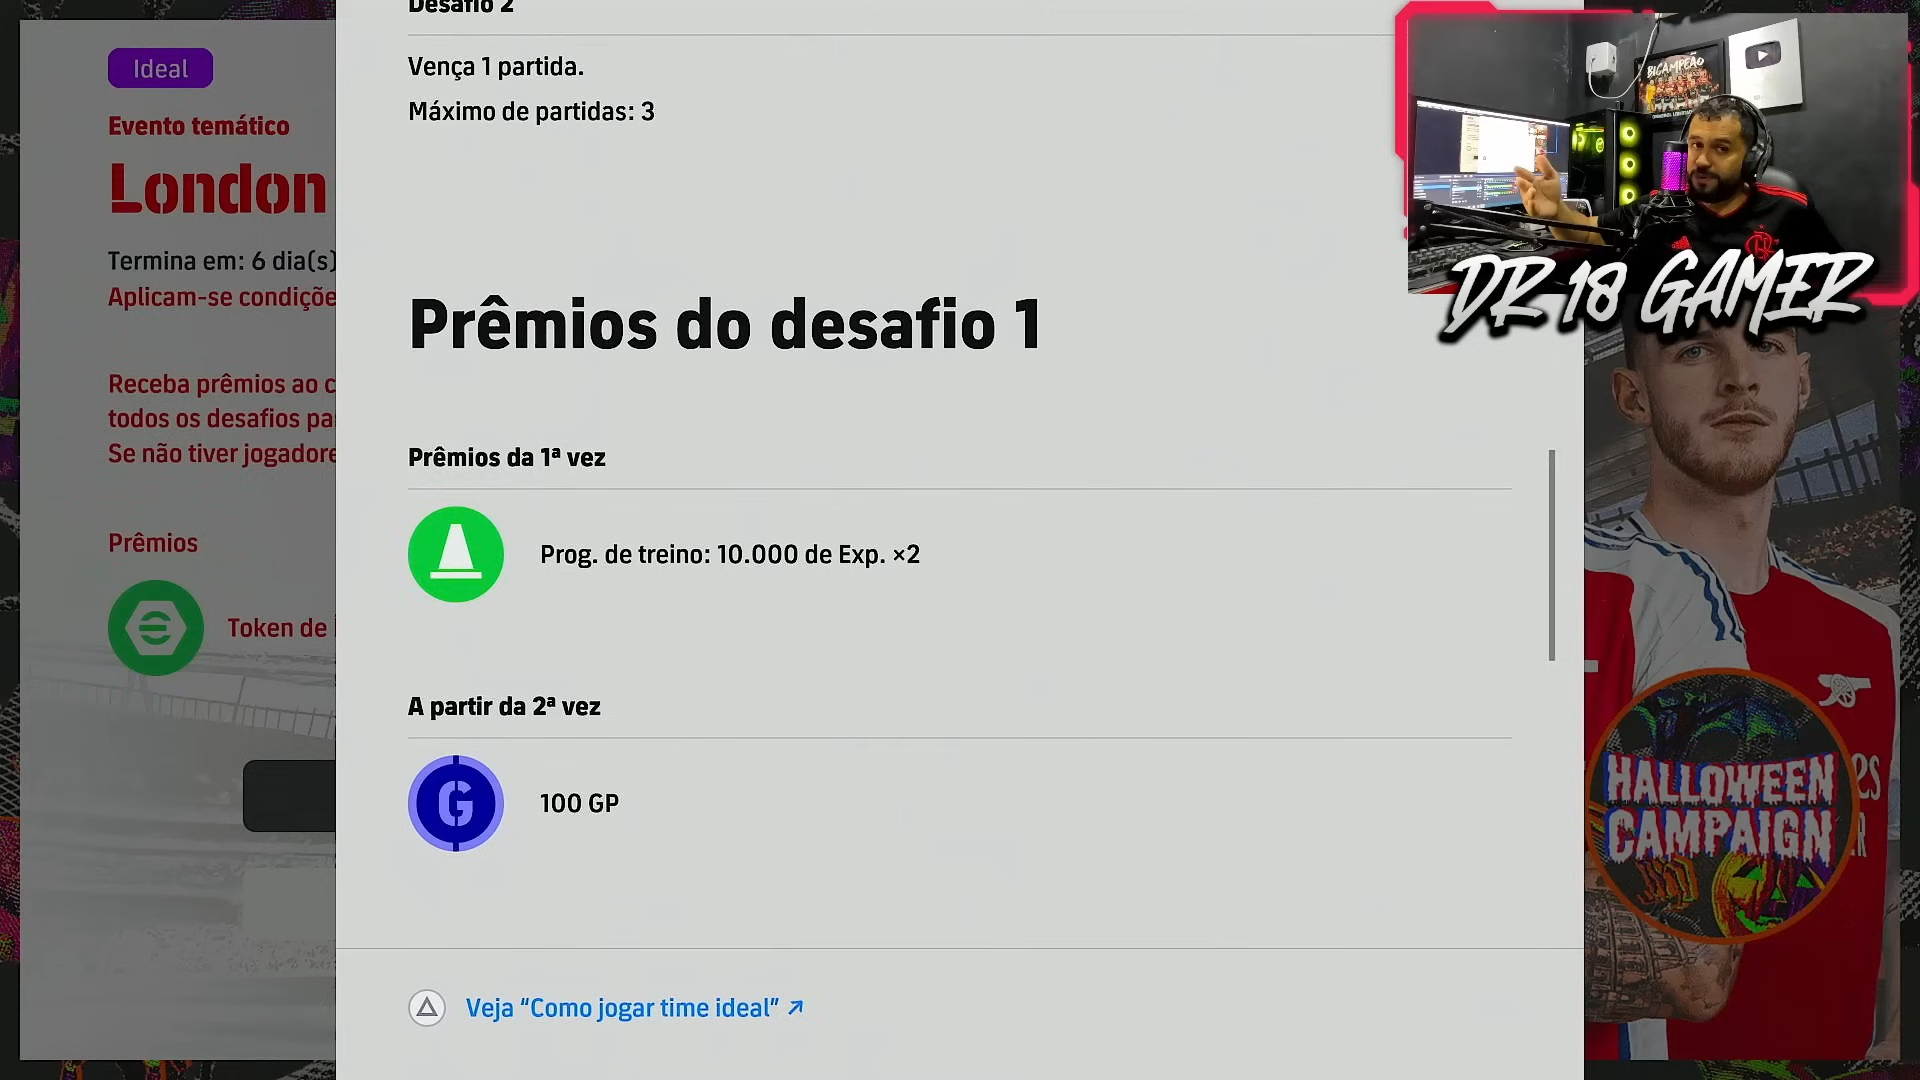 Desafio 2
Vença 1 partida.
Máximo de partidas: 3
Ideal
Evento temático
London
Termina em: 6 dia(s)
Aplicam-se
Receba prêmios ao
todos os desafios
Se não tiver
Prêmios
Token de
Prêmios do desafio 1
Prêmios da 1ª vez
Prog. de treino: 10.000 de Exp. ×2
A partir da 2ª vez
G
100 GP
Veja “Como jogar time ideal”
BICAMPEÃO
DR 18 GAMER
HALLOWEEN
CAMPAIGN